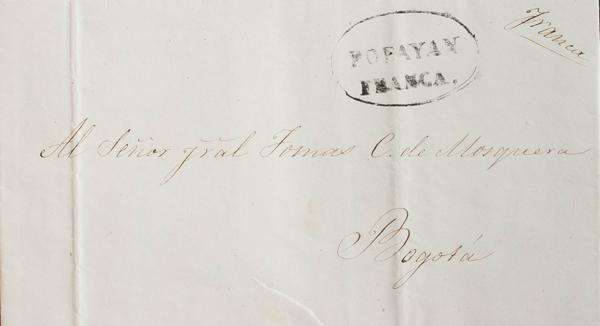 Franca
POPAYAN
FRANCA.
Al Señor Jral Tomas C. de Mosquera
Bogotá